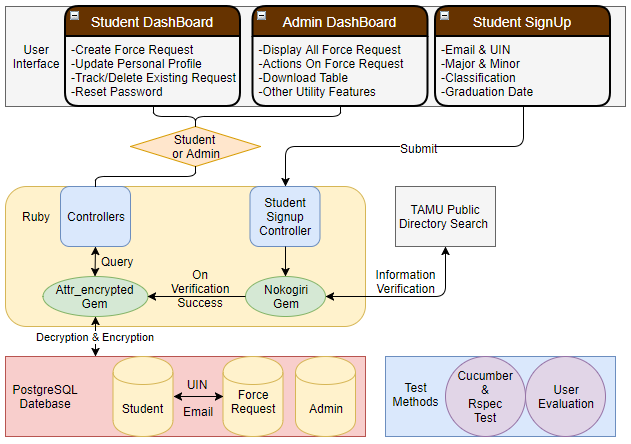 Student DashBoard
-Create Force Request
-Update Personal Profile
-Track/Delete Existing Request
-Reset Password
Admin DashBoard
-Display All Force Request
-Actions On Force Request
-Download Table
-Other Utility Features
Student SignUp
-Email & UIN
-Major & Minor
-Classification
-Graduation Date
User
Interface
Student
or Admin
Submit
Ruby
Controllers
Student
Signup
Controller
TAMU Public
Directory Search
Query
Attr_encrypted
Gem
On
Verification
Success
Nokogiri
Gem
Information
Verification
Decryption & Encryption
PostgreSQL
Datebase
Student
UIN
Email
Force
Request
Admin
Test
Methods
Cucumber
&
Rspec
Test
User
Evaluation